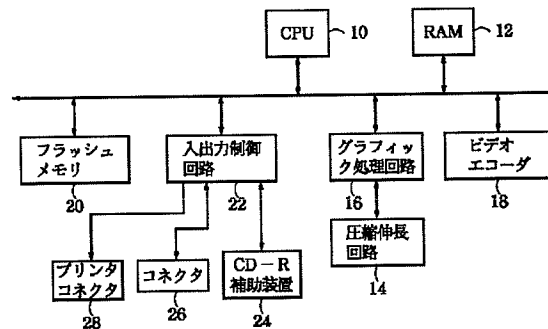 CPU
10
RAM
12
フラッシュ
メモリ
20
入出力制御
回路
22
グラフィッ
ク処理回路
16
ビデオ
エコーダ
18
圧縮伸長
回路
14
プリンタ
コネクタ
28
コネクタ
26
CD-R
補助装置
24